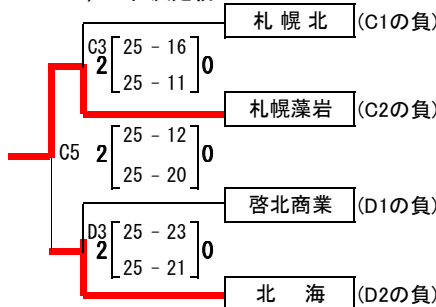 札幌北 (C1の負)
C3 2 25 - 16 0
25 - 11
札幌藻岩 (C2の負)
C5 2 25 - 12 0
25 - 20
啓北商業 (D1の負)
D3 2 25 - 23 0
25 - 21
北 海 (D2の負)